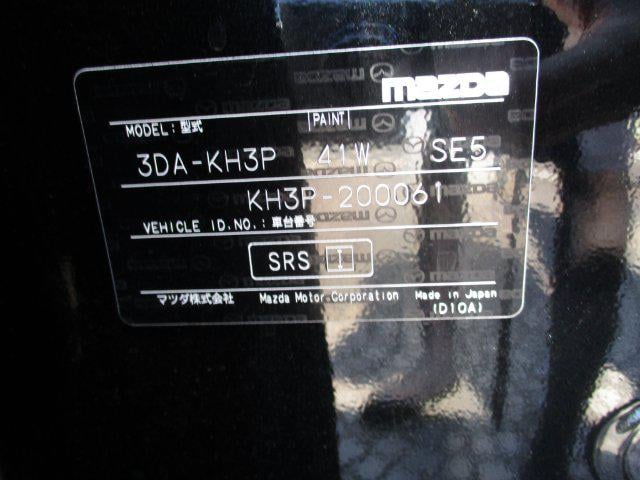 mazda
MODEL: 型式 PAINT
3DA-KH3P 41W SE5
KH3P-200061
VEHICLE ID.NO.: 車台番号
SRS I
マツダ株式会社 Mazda Motor Corporation Made in Japan
(D10A)